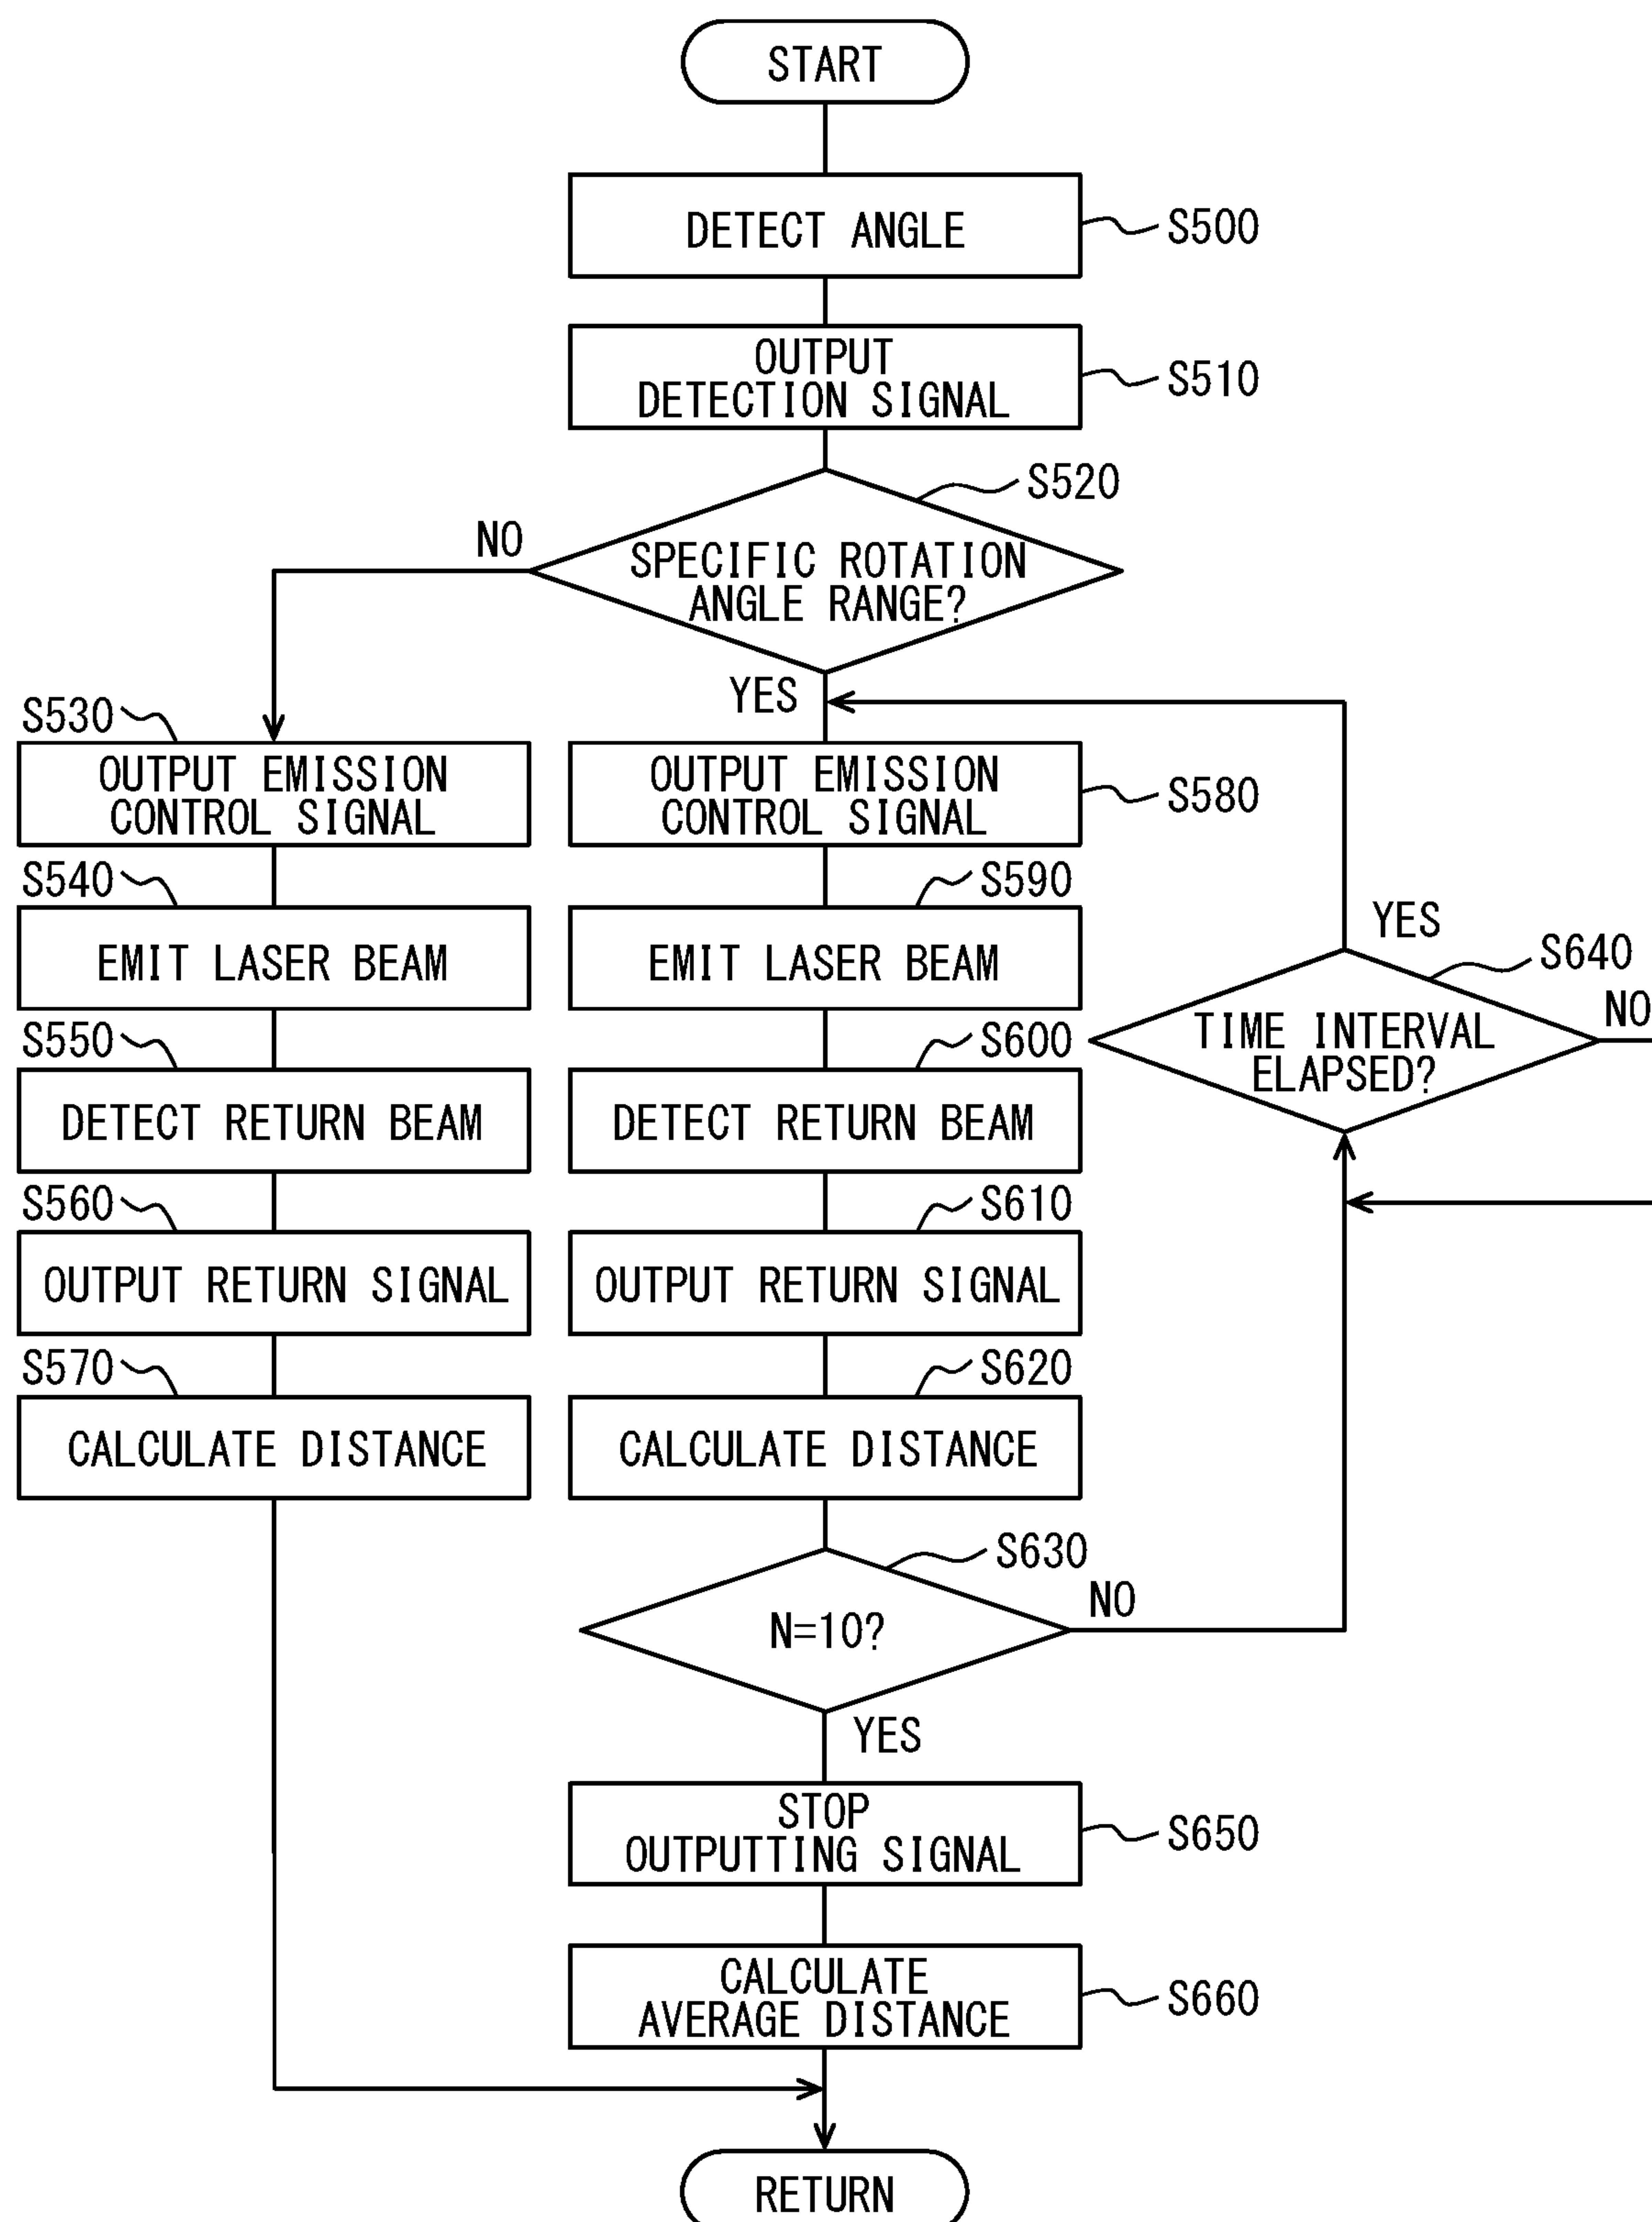 START
DETECT ANGLE
S500
OUTPUT
DETECTION SIGNAL
S510
S520
NO
SPECIFIC ROTATION
ANGLE RANGE?
YES
S530
OUTPUT EMISSION
CONTROL SIGNAL
S540
EMIT LASER BEAM
S550
DETECT RETURN BEAM
S560
OUTPUT RETURN SIGNAL
S570
CALCULATE DISTANCE
OUTPUT EMISSION
CONTROL SIGNAL
S580
S590
EMIT LASER BEAM
S600
DETECT RETURN BEAM
S610
OUTPUT RETURN SIGNAL
S620
CALCULATE DISTANCE
S630
N=10?
NO
YES
YES
S640
NO
TIME INTERVAL
ELAPSED?
STOP
OUTPUTTING SIGNAL
S650
CALCULATE
AVERAGE DISTANCE
S660
RETURN